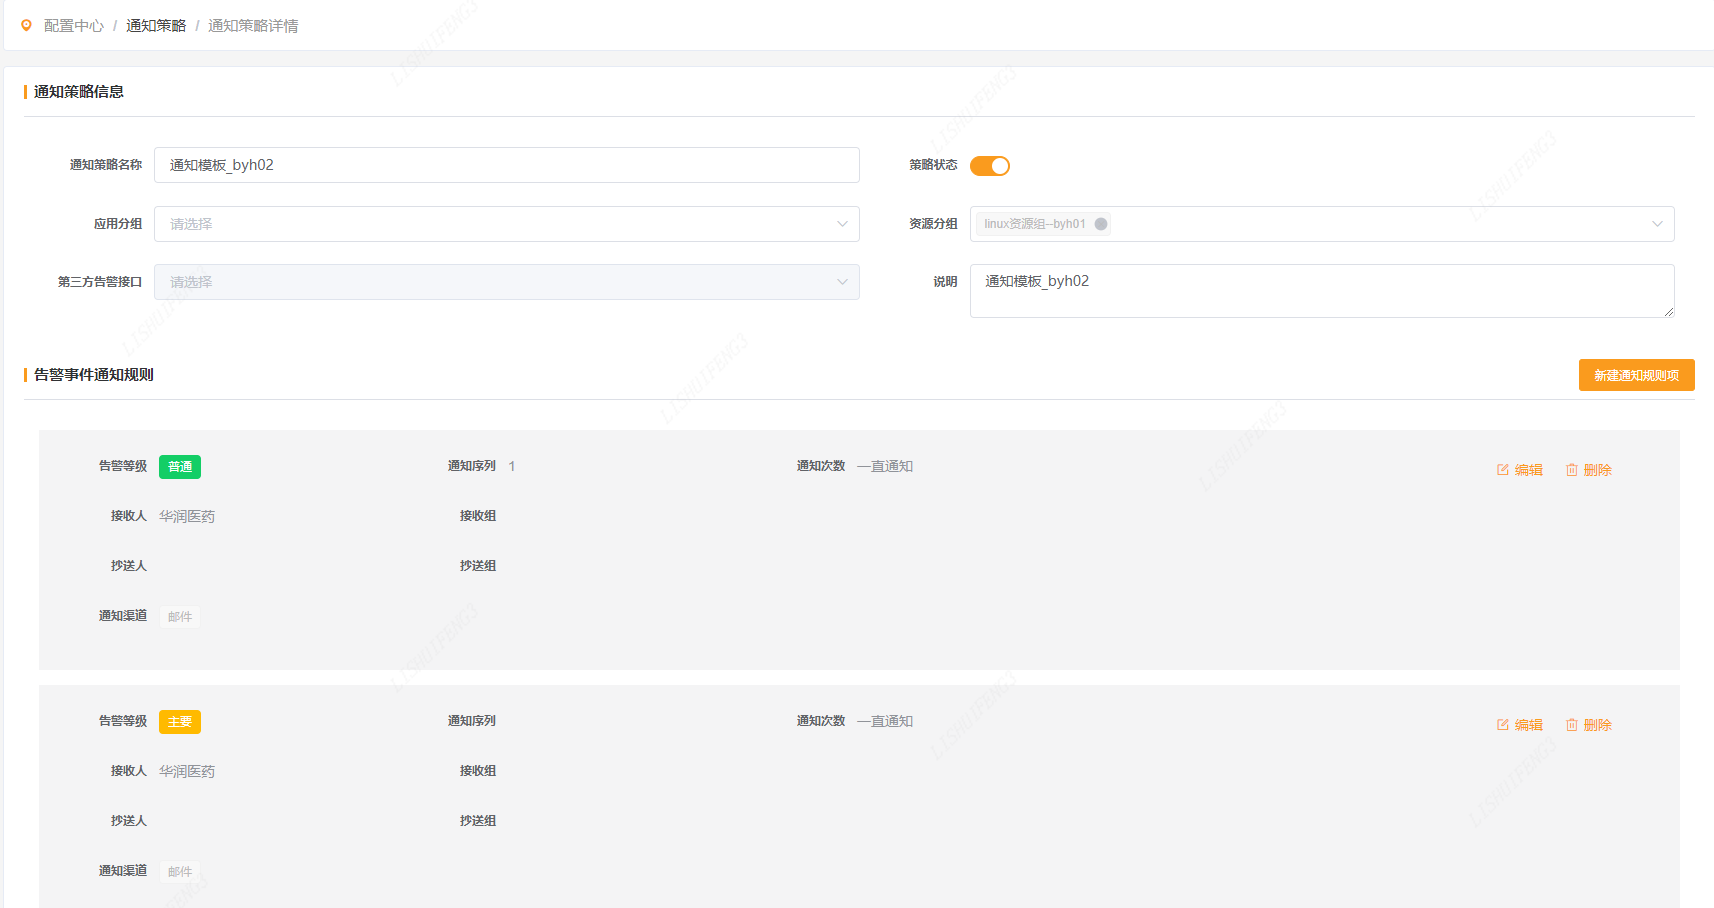 配置中心 / 通知策略 / 通知策略详情
通知策略信息
通知策略名称 通知模板_byh02 策略状态
应用分组 请选择 资源分组 linux资源组--byh01
第三方告警接口 请选择 说明 通知模板_byh02
告警事件通知规则 新建通知规则项
告警等级 普通 通知序列 1 通知次数 一直通知 编辑 删除
接收人 华润医药 接收组
抄送人 抄送组
通知渠道 邮件
告警等级 主要 通知序列 通知次数 一直通知 编辑 删除
接收人 华润医药 接收组
抄送人 抄送组
通知渠道 邮件
LISHUIFENG3
LISHUIFENG3
LISHUIFENG3
LISHUIFENG3
LISHUIFENG3
LISHUIFENG3
LISHUIFENG3
LISHUIFENG3
LISHUIFENG3